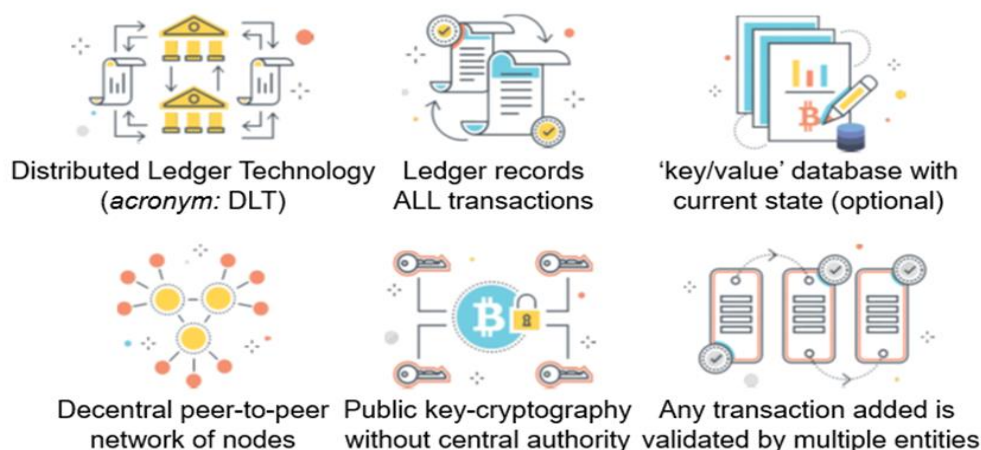 Distributed Ledger Technology
(acronym: DLT)
Ledger records
ALL transactions
‘key/value’ database with
current state (optional)
Decentral peer-to-peer
network of nodes
Public key-cryptography
without central authority
Any transaction added is
validated by multiple entities